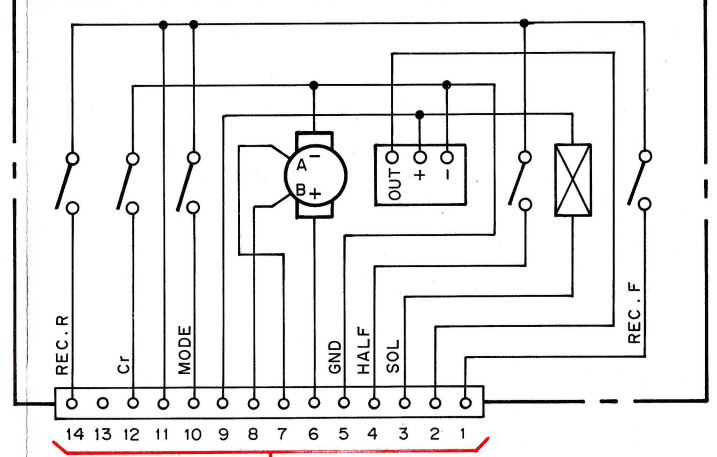 A −
B +
OUT + −
REC.R
Cr
MODE
GND
HALF
SOL
REC.F
14 13 12 11 10 9 8 7 6 5 4 3 2 1